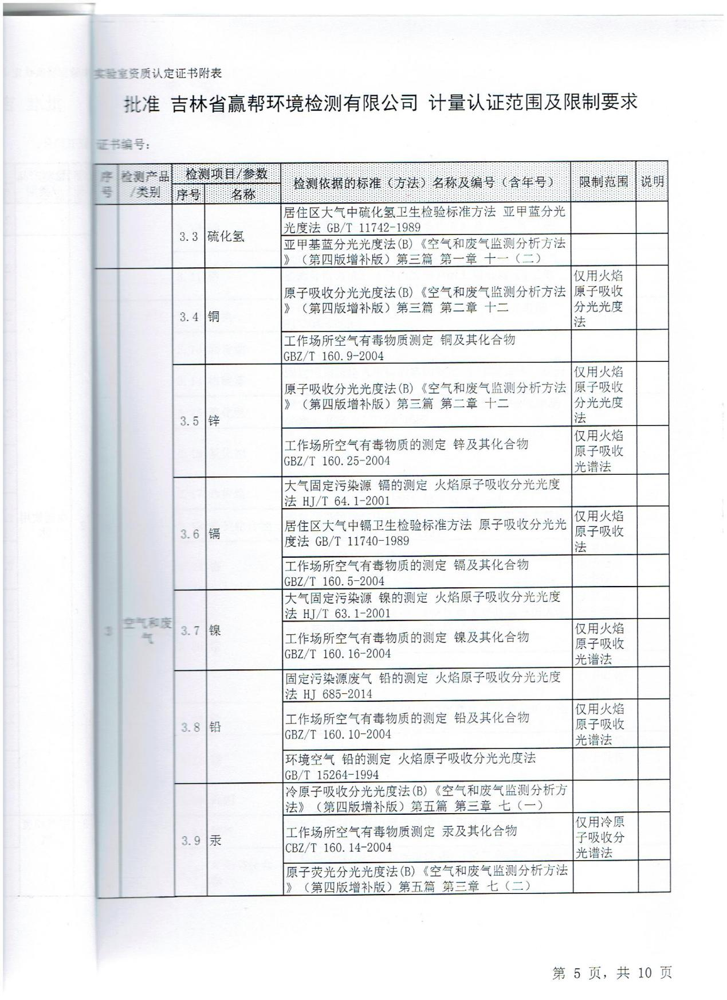 实验室资质认定证书附表
批准 吉林省赢帮环境检测有限公司 计量认证范围及限制要求
证书编号:
序号
检测产品
/类别
检测项目/参数
序号
名称
检测依据的标准（方法）名称及编号（含年号）
限制范围
说明
3.3
硫化氢
居住区大气中硫化氢卫生检验标准方法 亚甲蓝分光
光度法 GB/T 11742-1989
亚甲基蓝分光光度法(B)《空气和废气监测分析方法
》（第四版增补版）第三篇 第一章 十一（二）
3
空气和废
气
3.4
铜
原子吸收分光光度法(B)《空气和废气监测分析方法
》（第四版增补版）第三篇 第二章 十二
仅用火焰
原子吸收
分光光度
法
工作场所空气有毒物质测定 铜及其化合物
GBZ/T 160.9-2004
3.5
锌
原子吸收分光光度法(B)《空气和废气监测分析方法
》（第四版增补版）第三篇 第二章 十二
仅用火焰
原子吸收
分光光度
法
工作场所空气有毒物质的测定 锌及其化合物
GBZ/T 160.25-2004
仅用火焰
原子吸收
光谱法
3.6
镉
大气固定污染源 镉的测定 火焰原子吸收分光光度
法 HJ/T 64.1-2001
居住区大气中镉卫生检验标准方法 原子吸收分光光
度法 GB/T 11740-1989
仅用火焰
原子吸收
法
工作场所空气有毒物质的测定 镉及其化合物
GBZ/T 160.5-2004
3.7
镍
大气固定污染源 镍的测定 火焰原子吸收分光光度
法 HJ/T 63.1-2001
工作场所空气有毒物质的测定 镍及其化合物
GBZ/T 160.16-2004
仅用火焰
原子吸收
光谱法
3.8
铅
固定污染源废气 铅的测定 火焰原子吸收分光光度
法 HJ 685-2014
工作场所空气有毒物质的测定 铅及其化合物
GBZ/T 160.10-2004
仅用火焰
原子吸收
光谱法
环境空气 铅的测定 火焰原子吸收分光光度法
GB/T 15264-1994
3.9
汞
冷原子吸收分光光度法(B)《空气和废气监测分析方
法》（第四版增补版）第五篇 第三章 七（一）
工作场所空气有毒物质测定 汞及其化合物
CBZ/T 160.14-2004
仅用冷原
子吸收分
光谱法
原子荧光分光光度法(B)《空气和废气监测分析方法
》（第四版增补版）第五篇 第三章 七（二）
第 5 页，共 10 页